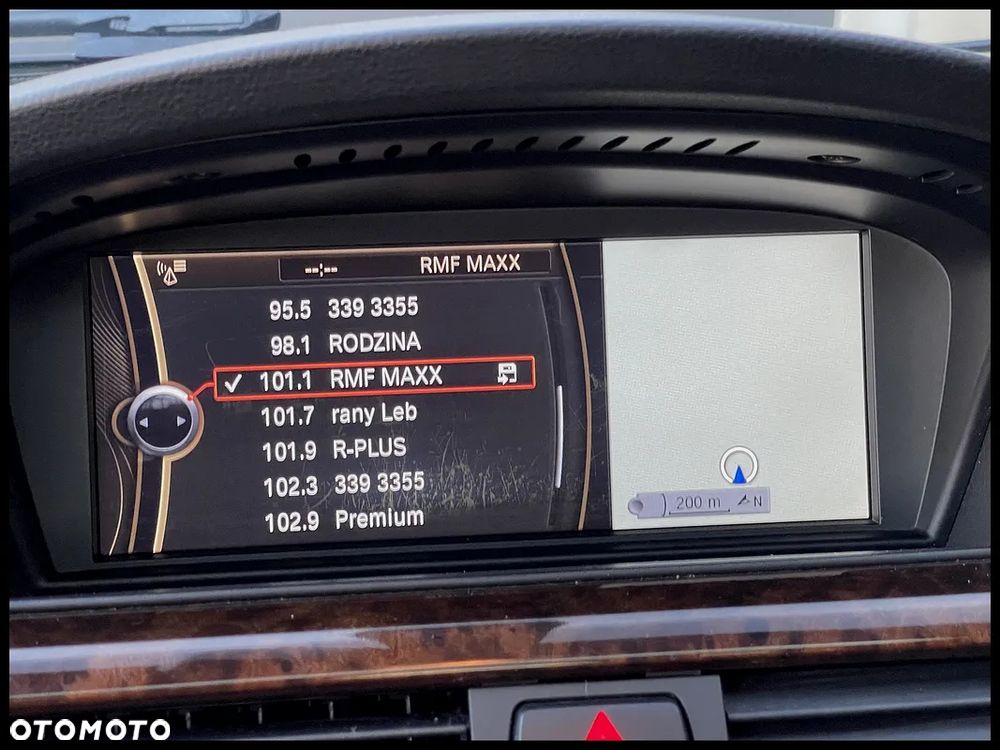 --:-- RMF MAXX
95.5 339 3355
98.1 RODZINA
101.1 RMF MAXX
101.7 rany Leb
101.9 R-PLUS
102.3 339 3355
102.9 Premium
200 m N
OTOMOTO